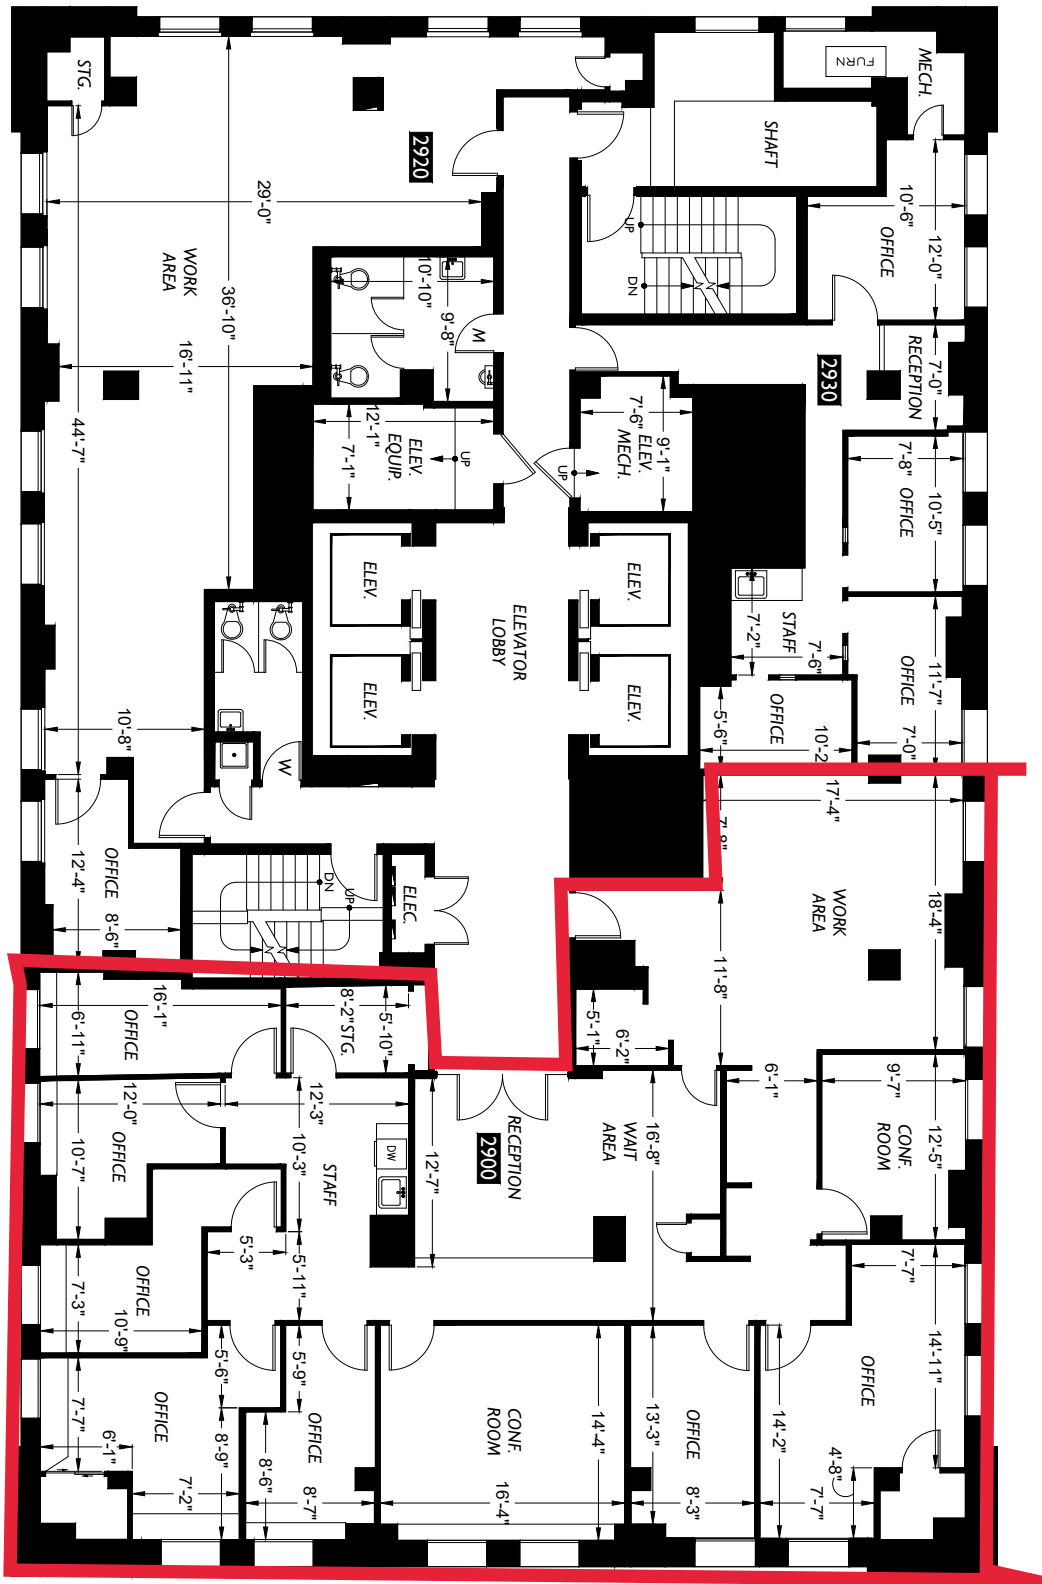 STG.
2920
29'-0"
WORK
AREA
36'-10"
16'-11"
44'-7"
10'-8"
OFFICE
12'-4"
8'-6"
10'-10"
9'-8"
M
12'-1"
7'-1"
ELEV.
EQUIP.
UP
SHAFT
FURN
MECH.
10'-6"
12'-0"
OFFICE
UP
DN
2930
RECEPTION
7'-0"
7'-6"
ELEV.
MECH.
9'-1"
UP
7'-8"
OFFICE
10'-5"
STAFF
7'-2"
7'-6"
OFFICE
11'-7"
7'-0"
OFFICE
5'-6"
10'-2
ELEV.
ELEV.
ELEV.
ELEV.
ELEVATOR
LOBBY
W
DN
UP
ELEC.
17'-4"
7'-8"
WORK
AREA
18'-4"
11'-8"
5'-1"
6'-2"
6'-1"
9'-7"
CONF.
ROOM
12'-5"
16'-1"
6'-11"
OFFICE
8'-2"
STG.
5'-10"
12'-0"
10'-7"
OFFICE
12'-3"
10'-3"
STAFF
DW
12'-7"
RECEPTION
2900
WAIT
AREA
16'-8"
5'-3"
5'-11"
OFFICE
7'-3"
10'-9"
7'-7"
OFFICE
14'-11"
5'-6"
OFFICE
7'-7"
6'-1"
8'-9"
7'-2"
5'-9"
OFFICE
8'-6"
8'-7"
CONF.
ROOM
14'-4"
16'-4"
OFFICE
13'-3"
8'-3"
14'-2"
4'-8"
7'-7"